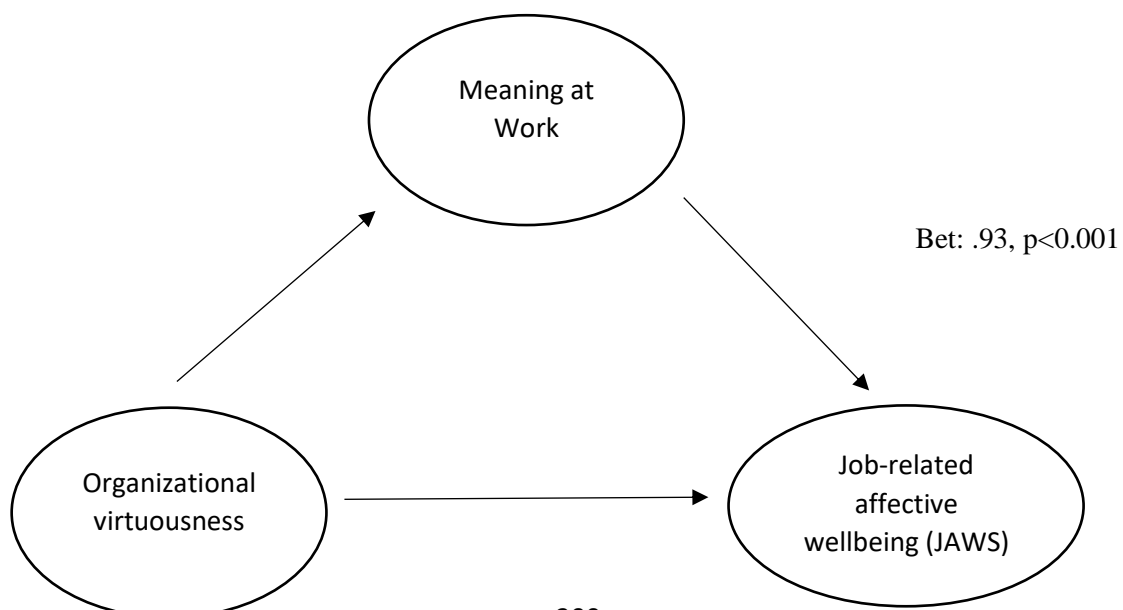 Meaning at
Work
Bet: .93, p<0.001
Organizational
virtuousness
Job-related
affective
wellbeing (JAWS)